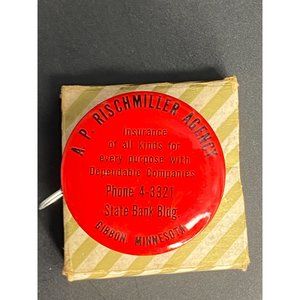 A. P. RISCHMILLER AGENCY
Insurance
of all kinds for
every purpose with
Dependable Companies
Phone 4-3321
State Bank Bldg.
GIBBON, MINNESOTA